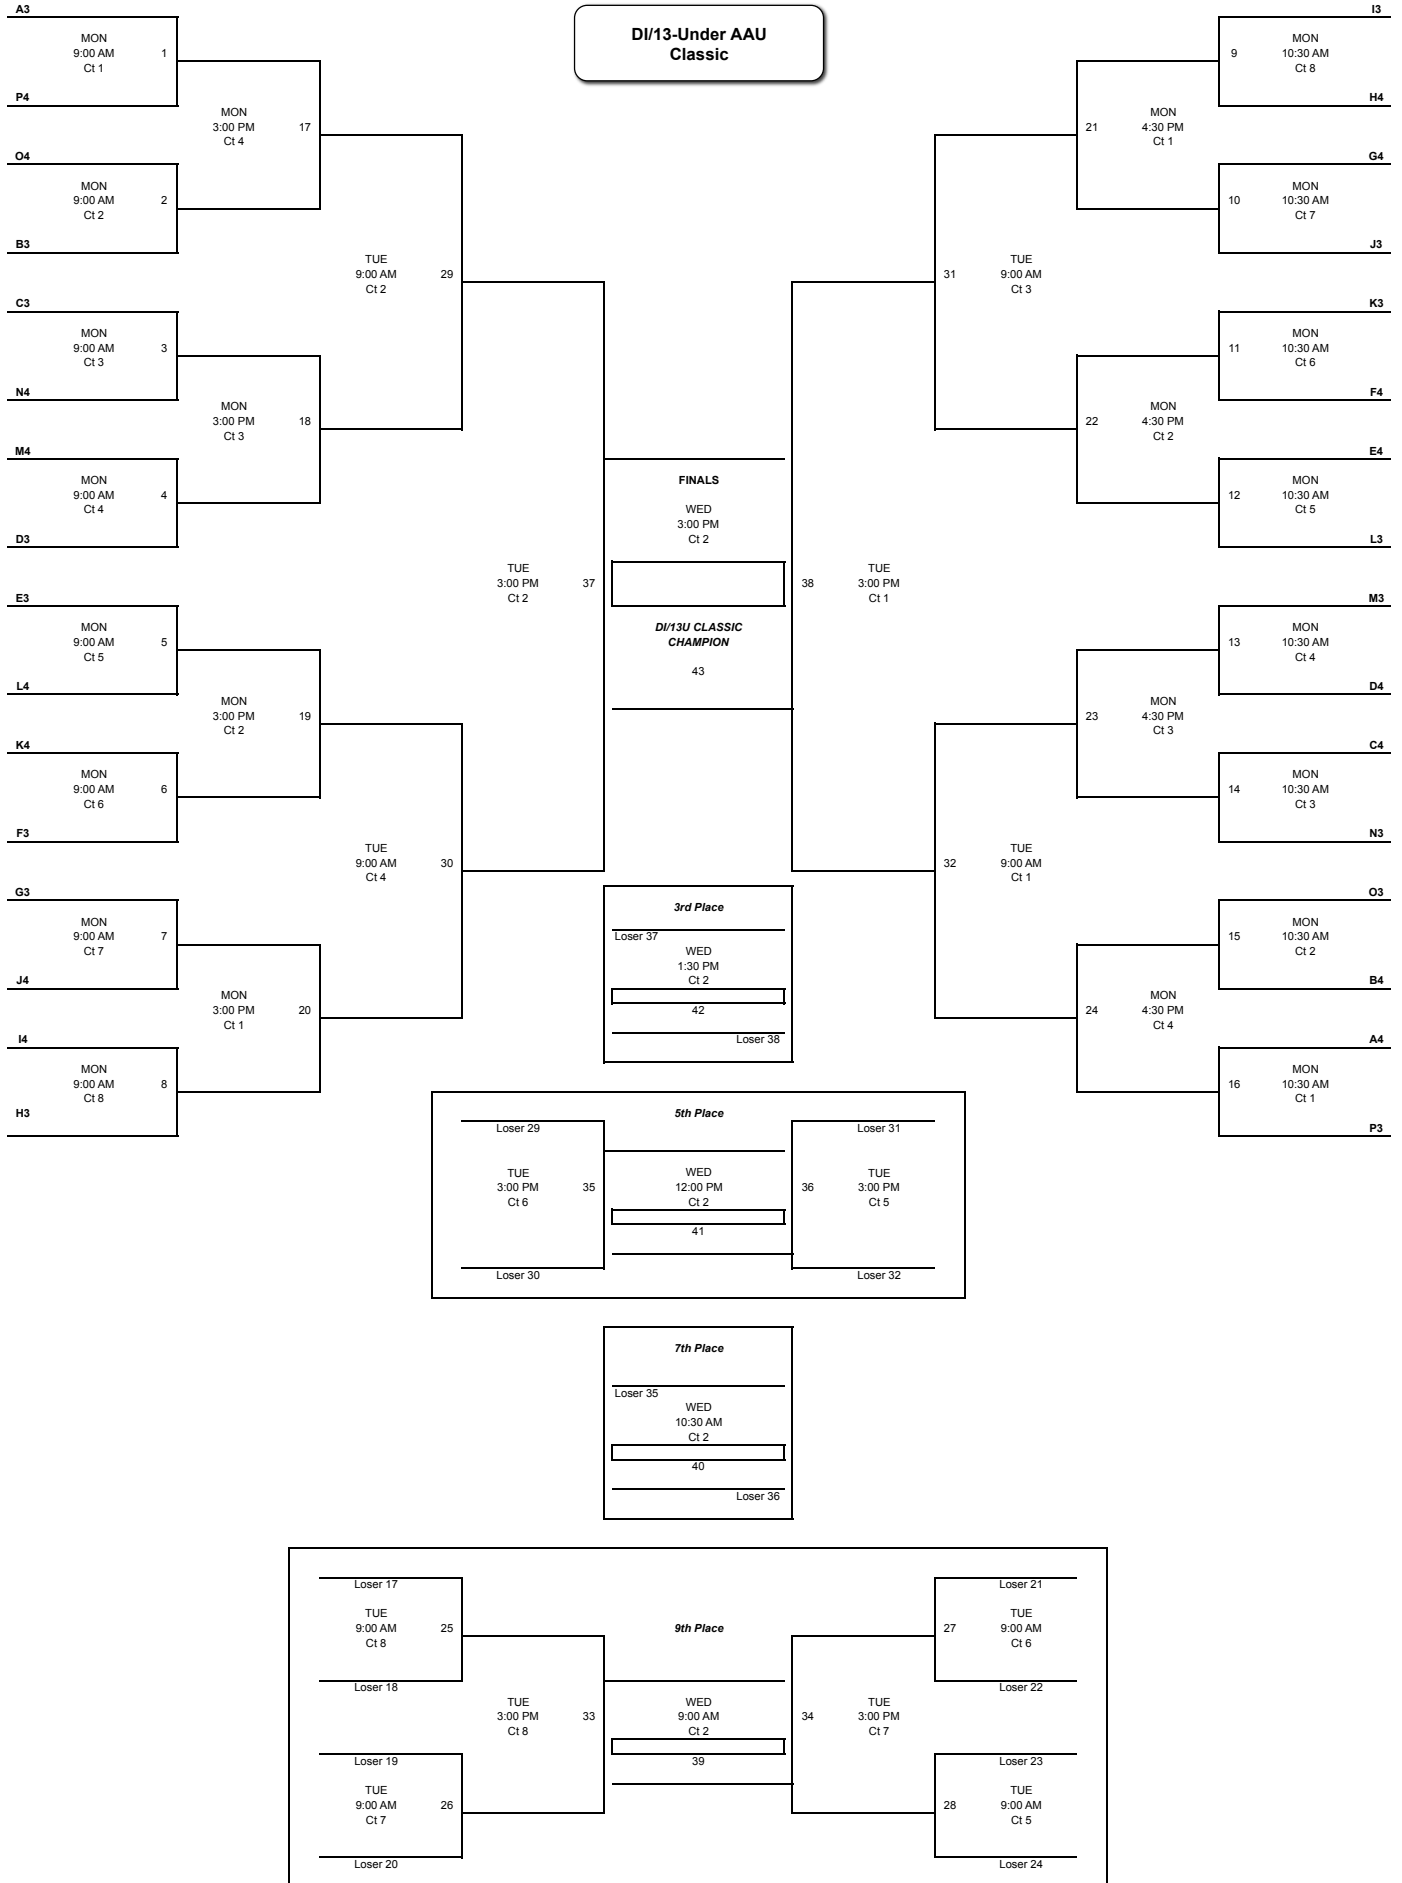 DI/13-Under AAU
Classic
A3
MON
9:00 AM 1
Ct 1
P4
MON
3:00 PM 17
Ct 4
O4
MON
9:00 AM 2
Ct 2
B3
TUE
9:00 AM 29
Ct 2
C3
MON
9:00 AM 3
Ct 3
N4
MON
3:00 PM 18
Ct 3
M4
MON
9:00 AM 4
Ct 4
D3
TUE
3:00 PM 37
Ct 2
E3
MON
9:00 AM 5
Ct 5
L4
MON
3:00 PM 19
Ct 2
K4
MON
9:00 AM 6
Ct 6
F3
TUE
9:00 AM 30
Ct 4
G3
MON
9:00 AM 7
Ct 7
J4
MON
3:00 PM 20
Ct 1
I4
MON
9:00 AM 8
Ct 8
H3
I3
MON
9 10:30 AM
Ct 8
H4
MON
21 4:30 PM
Ct 1
G4
MON
10 10:30 AM
Ct 7
J3
TUE
31 9:00 AM
Ct 3
K3
MON
11 10:30 AM
Ct 6
F4
MON
22 4:30 PM
Ct 2
E4
MON
12 10:30 AM
Ct 5
L3
TUE
38 3:00 PM
Ct 1
M3
MON
13 10:30 AM
Ct 4
D4
MON
23 4:30 PM
Ct 3
C4
MON
14 10:30 AM
Ct 3
N3
TUE
32 9:00 AM
Ct 1
O3
MON
15 10:30 AM
Ct 2
B4
MON
24 4:30 PM
Ct 4
A4
MON
16 10:30 AM
Ct 1
P3
FINALS
WED
3:00 PM
Ct 2
DI/13U CLASSIC
CHAMPION
43
3rd Place
Loser 37
WED
1:30 PM
Ct 2
42
Loser 38
5th Place
Loser 29
TUE
3:00 PM 35
Ct 6
Loser 30
WED
12:00 PM
Ct 2
41
Loser 31
TUE
36 3:00 PM
Ct 5
Loser 32
7th Place
Loser 35
WED
10:30 AM
Ct 2
40
Loser 36
9th Place
Loser 17
TUE
9:00 AM 25
Ct 8
Loser 18
TUE
3:00 PM 33
Ct 8
Loser 19
TUE
9:00 AM 26
Ct 7
Loser 20
WED
9:00 AM
Ct 2
39
Loser 21
TUE
27 9:00 AM
Ct 6
Loser 22
TUE
34 3:00 PM
Ct 7
Loser 23
TUE
28 9:00 AM
Ct 5
Loser 24